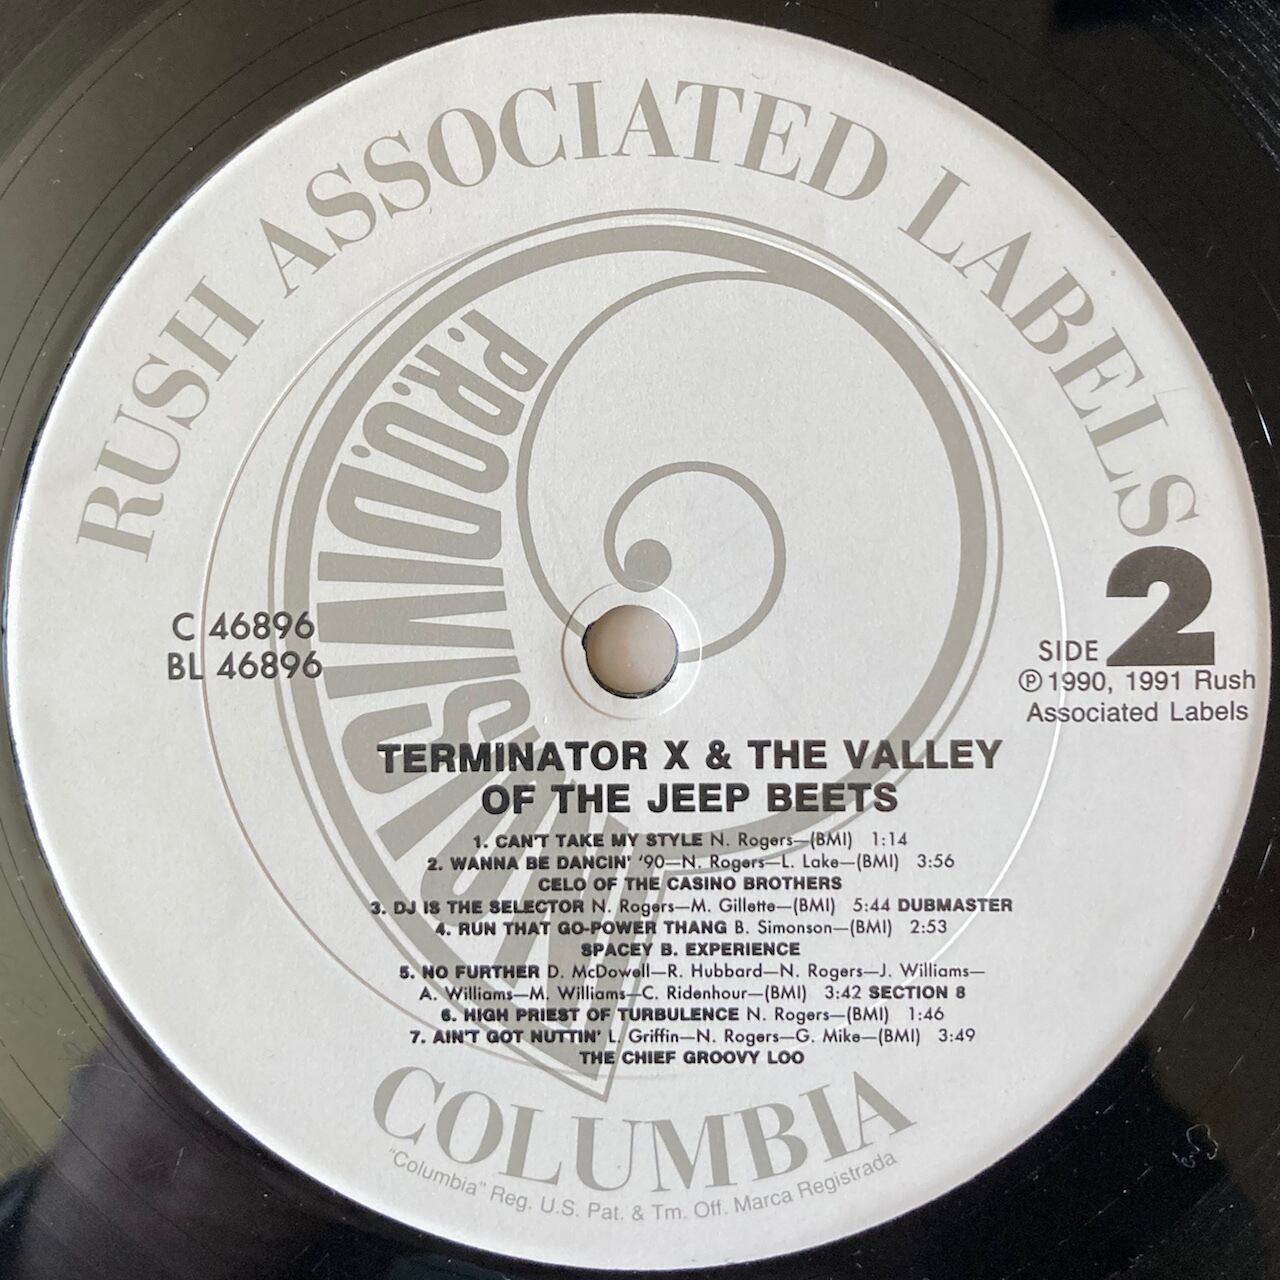 RUSH ASSOCIATED LABELS
P.R.O. DIVISION
C 46896
BL 46896
SIDE 2
℗ 1990, 1991 Rush
Associated Labels
TERMINATOR X & THE VALLEY
OF THE JEEP BEETS
1. CAN'T TAKE MY STYLE N. Rogers—(BMI) 1:14
2. WANNA BE DANCIN' '90—N. Rogers—L. Lake—(BMI) 3:56
CELO OF THE CASINO BROTHERS
3. DJ IS THE SELECTOR N. Rogers—M. Gillette—(BMI) 5:44 DUBMASTER
4. RUN THAT GO-POWER THANG B. Simonson—(BMI) 2:53
SPACEY B. EXPERIENCE
5. NO FURTHER D. McDowell—R. Hubbard—N. Rogers—J. Williams—
A. Williams—M. Williams—C. Ridenhour—(BMI) 3:42 SECTION 8
6. HIGH PRIEST OF TURBULENCE N. Rogers—(BMI) 1:46
7. AIN'T GOT NUTTIN' L. Griffin—N. Rogers—G. Mike—(BMI) 3:49
THE CHIEF GROOVY LOO
COLUMBIA
"Columbia" Reg. U.S. Pat. & Tm. Off. Marca Registrada